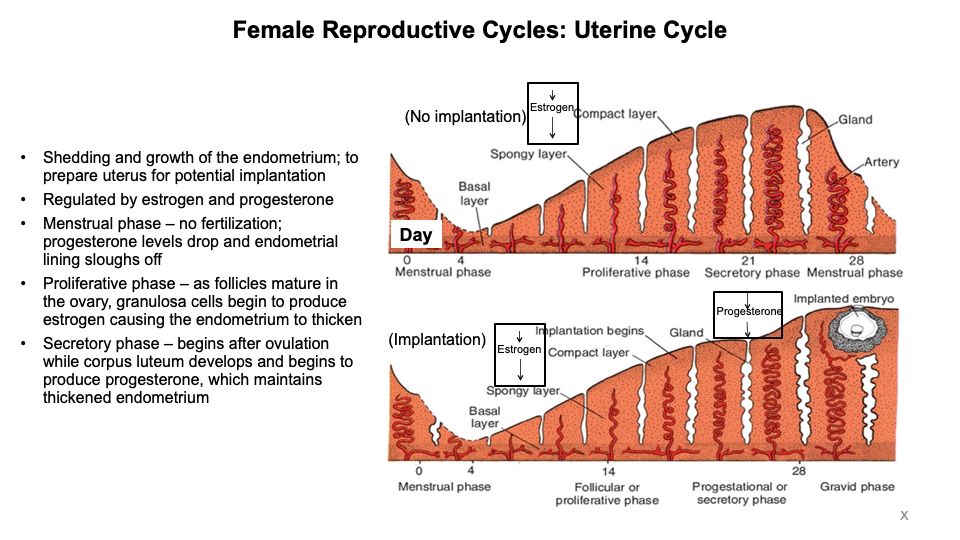 Female Reproductive Cycles: Uterine Cycle
• Shedding and growth of the endometrium; to
prepare uterus for potential implantation
• Regulated by estrogen and progesterone
• Menstrual phase – no fertilization;
progesterone levels drop and endometrial
lining sloughs off
• Proliferative phase – as follicles mature in
the ovary, granulosa cells begin to produce
estrogen causing the endometrium to thicken
• Secretory phase – begins after ovulation
while corpus luteum develops and begins to
produce progesterone, which maintains
thickened endometrium
(No implantation)
Estrogen
Compact layer
Gland
Spongy layer
Artery
Basal
layer
Day
0 4 14 21 28
Menstrual phase Proliferative phase Secretory phase Menstrual phase
Implanted embryo
Progesterone
(Implantation)
Estrogen
Implantation begins
Gland
Compact layer
Spongy layer
Basal
layer
0 4 14 28
Menstrual phase
Follicular or
proliferative phase
Progestational or
secretory phase
Gravid phase
X